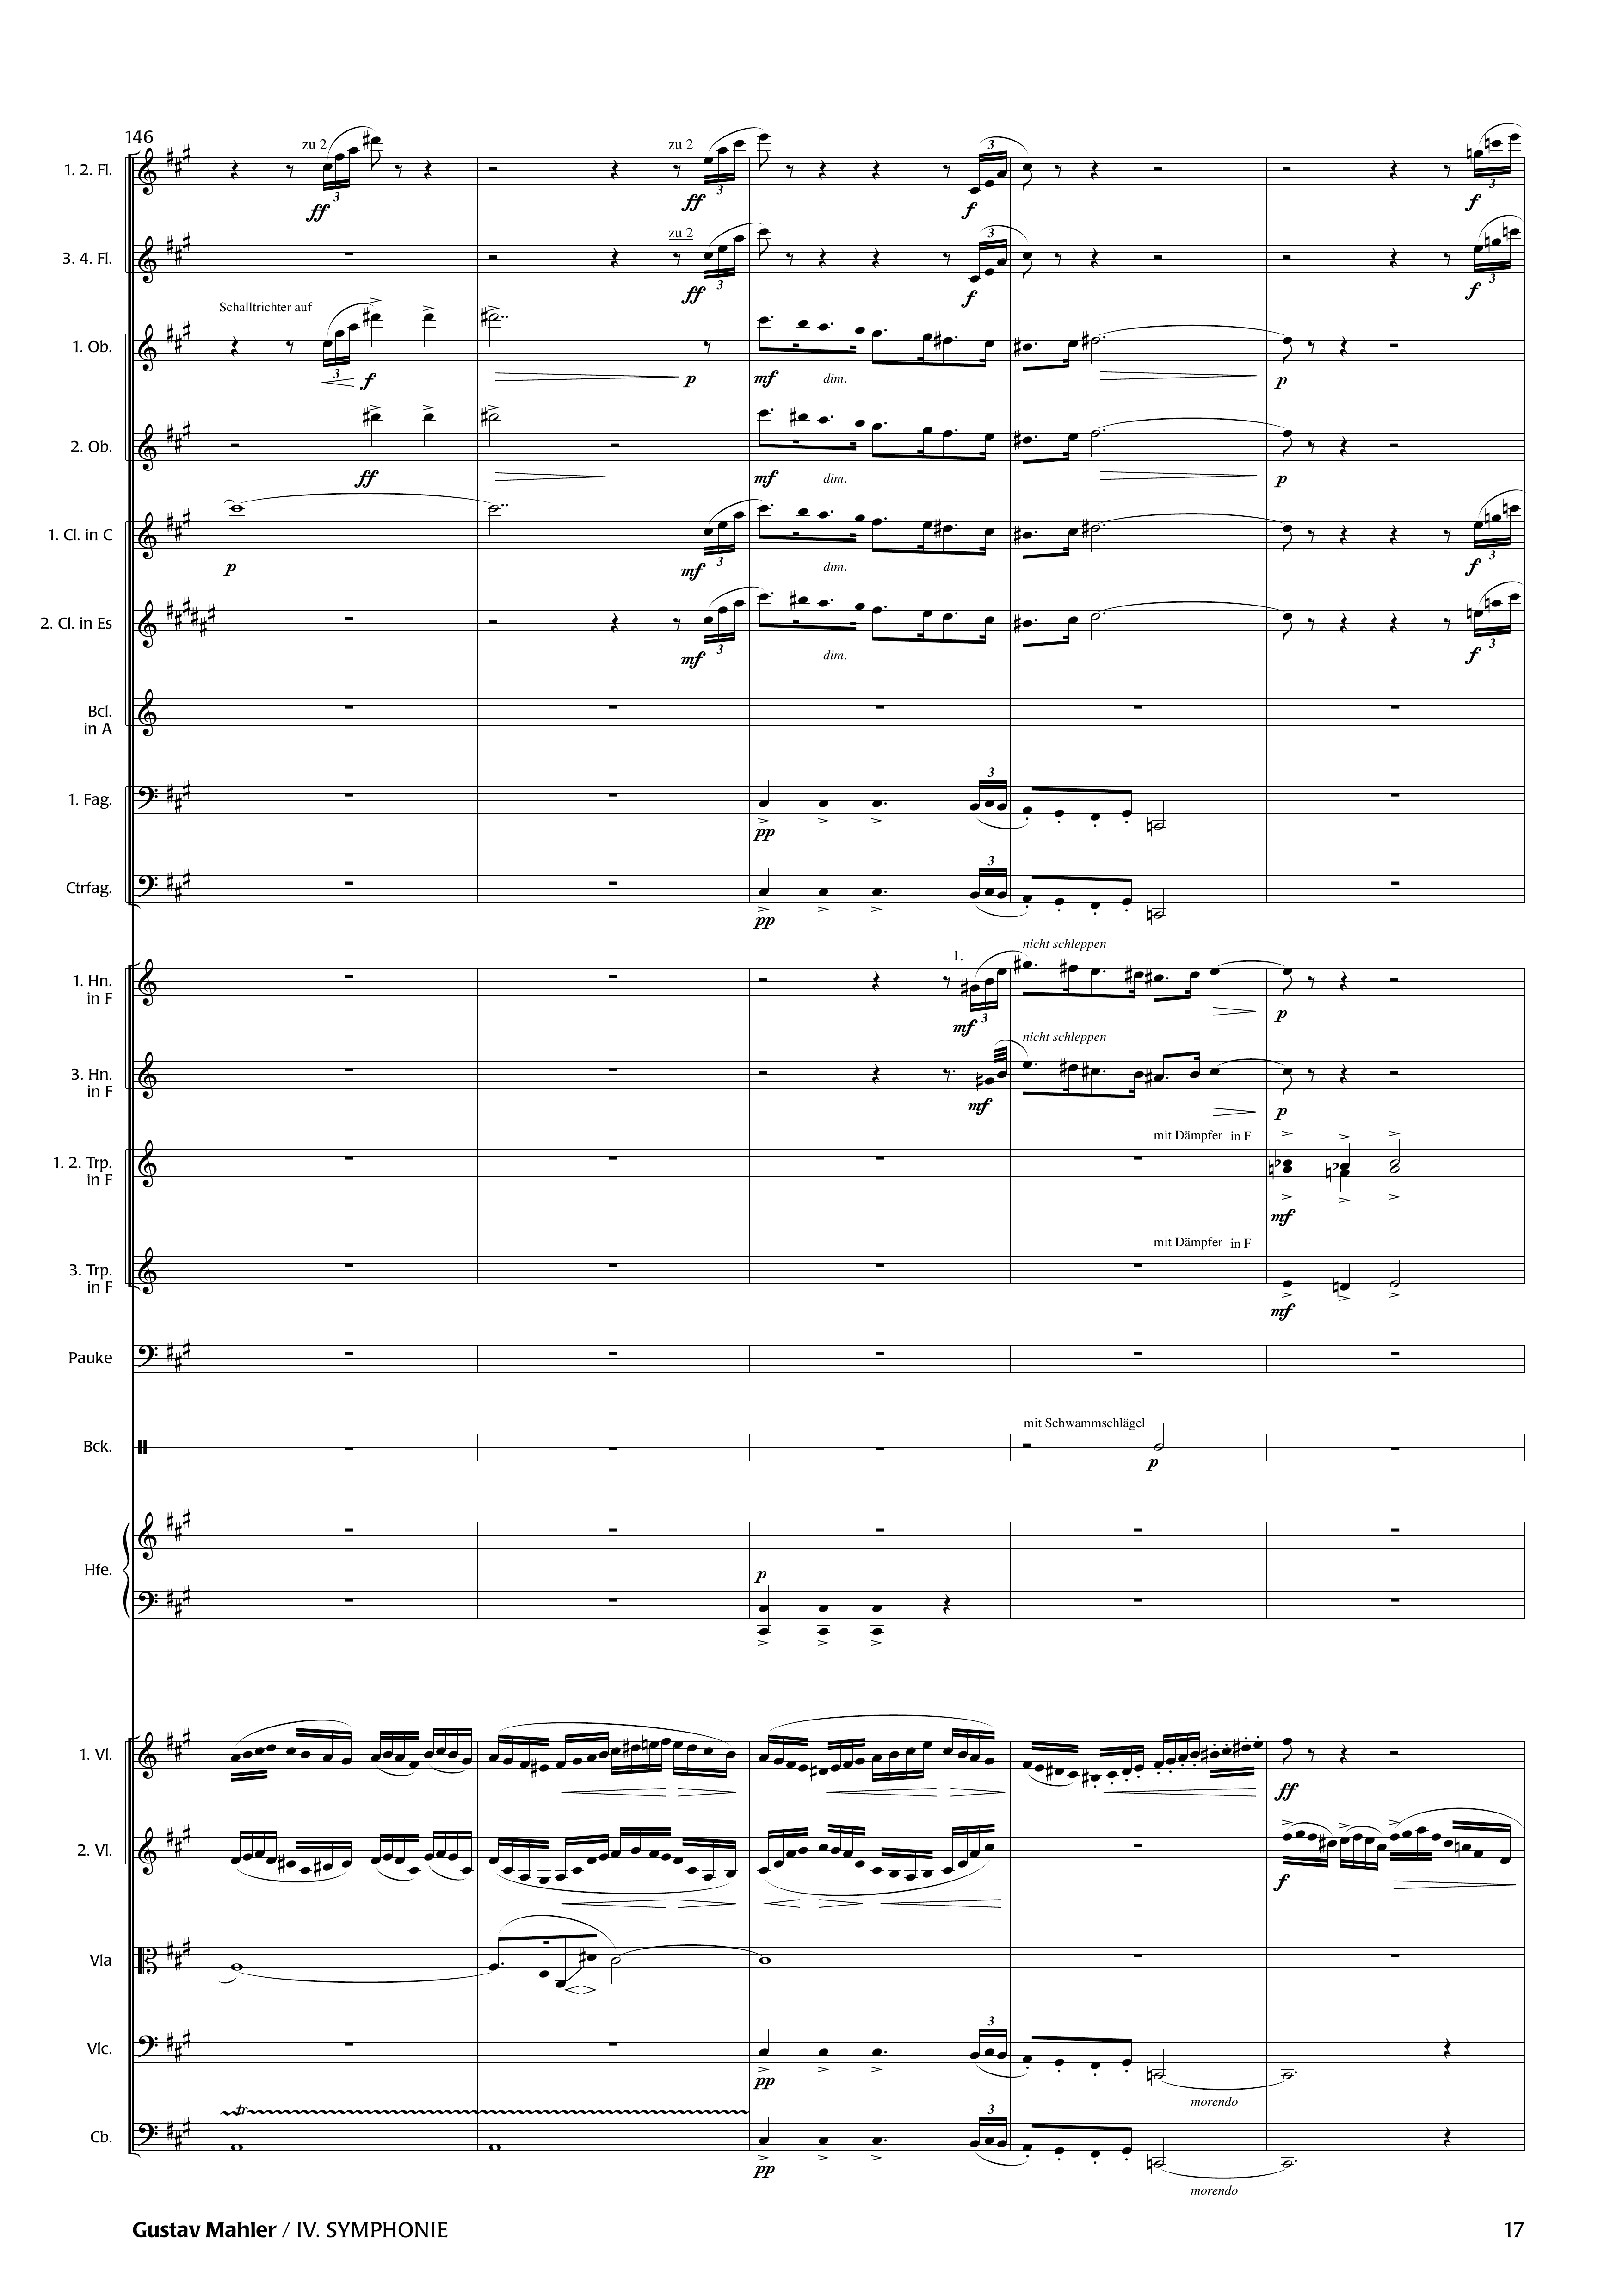 146
1. 2. Fl.
zu 2
3
ff
zu 2
3
ff
3
f
3
f
3. 4. Fl.
zu 2
3
ff
3
f
3
f
Schalltrichter auf
1. Ob.
3
f
p
mf
dim.
p
2. Ob.
ff
mf
dim.
p
1. Cl. in C
p
mf
3
dim.
3
f
2. Cl. in Es
mf
3
dim.
3
f
Bcl.
in A
1. Fag.
pp
3
Ctrfag.
pp
3
1. Hn.
in F
1.
mf 3
nicht schleppen
p
3. Hn.
in F
mf
nicht schleppen
p
1. 2. Trp.
in F
mit Dämpfer in F
mf
3. Trp.
in F
mit Dämpfer in F
mf
Pauke
Bck.
mit Schwammschlägel
p
Hfe.
p
1. Vl.
ff
2. Vl.
f
Vla
Vlc.
pp
3
morendo
Cb.
tr
pp
3
morendo
Gustav Mahler / IV. SYMPHONIE
17